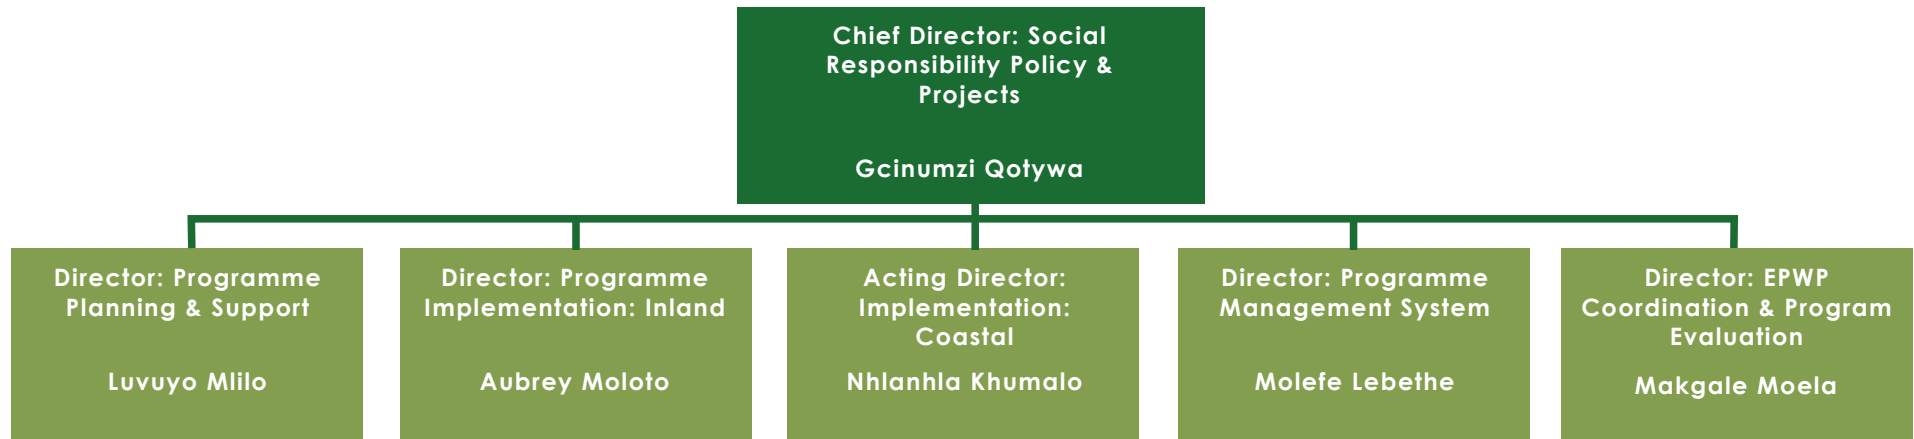 Chief Director: Social
Responsibility Policy &
Projects
Gcinumzi Qotywa
Director: Programme
Planning & Support
Luvuyo Mlilo
Director: Programme
Implementation: Inland
Aubrey Moloto
Acting Director:
Implementation:
Coastal
Nhlanhla Khumalo
Director: Programme
Management System
Molefe Lebethe
Director: EPWP
Coordination & Program
Evaluation
Makgale Moela